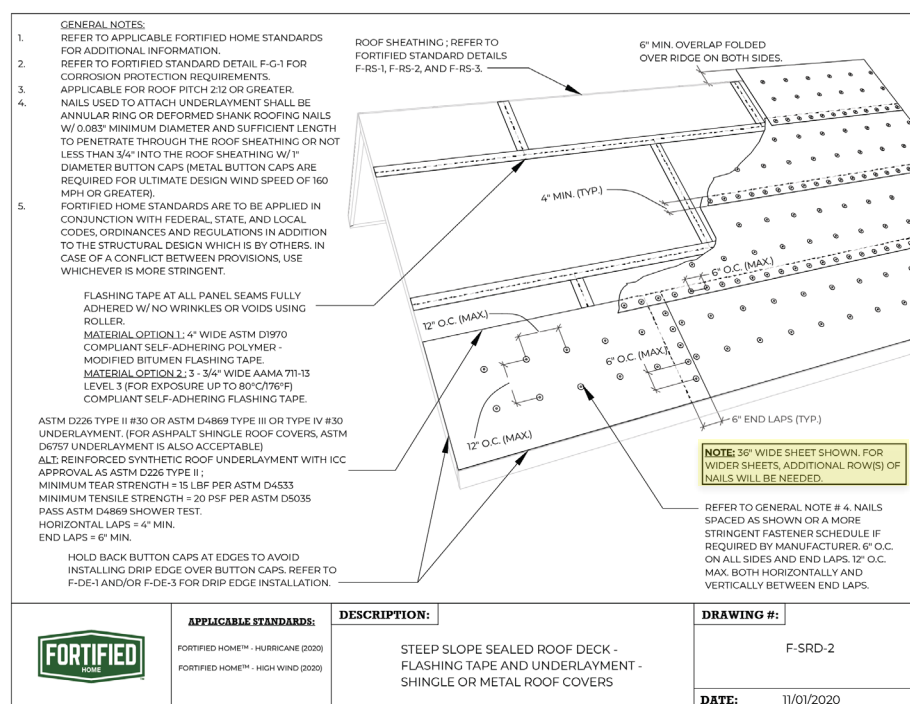 GENERAL NOTES:
1. REFER TO APPLICABLE FORTIFIED HOME STANDARDS
FOR ADDITIONAL INFORMATION.
2. REFER TO FORTIFIED STANDARD DETAIL F-G-1 FOR
CORROSION PROTECTION REQUIREMENTS.
3. APPLICABLE FOR ROOF PITCH 2:12 OR GREATER.
4. NAILS USED TO ATTACH UNDERLAYMENT SHALL BE
ANNULAR RING OR DEFORMED SHANK ROOFING NAILS
W/ 0.083" MINIMUM DIAMETER AND SUFFICIENT LENGTH
TO PENETRATE THROUGH THE ROOF SHEATHING OR NOT
LESS THAN 3/4" INTO THE ROOF SHEATHING W/ 1"
DIAMETER BUTTON CAPS (METAL BUTTON CAPS ARE
REQUIRED FOR ULTIMATE DESIGN WIND SPEED OF 160
MPH OR GREATER).
5. FORTIFIED HOME STANDARDS ARE TO BE APPLIED IN
CONJUNCTION WITH FEDERAL, STATE, AND LOCAL
CODES, ORDINANCES AND REGULATIONS IN ADDITION
TO THE STRUCTURAL DESIGN WHICH IS BY OTHERS. IN
CASE OF A CONFLICT BETWEEN PROVISIONS, USE
WHICHEVER IS MORE STRINGENT.
ROOF SHEATHING ; REFER TO
FORTIFIED STANDARD DETAILS
F-RS-1, F-RS-2, AND F-RS-3.
6" MIN. OVERLAP FOLDED
OVER RIDGE ON BOTH SIDES.
4" MIN. (TYP.)
6" O.C. (MAX.)
12" O.C. (MAX.)
6" O.C. (MAX.)
12" O.C. (MAX.)
6" END LAPS (TYP.)
FLASHING TAPE AT ALL PANEL SEAMS FULLY
ADHERED W/ NO WRINKLES OR VOIDS USING
ROLLER.
MATERIAL OPTION 1 : 4" WIDE ASTM D1970
COMPLIANT SELF-ADHERING POLYMER -
MODIFIED BITUMEN FLASHING TAPE.
MATERIAL OPTION 2 : 3 - 3/4" WIDE AAMA 711-13
LEVEL 3 (FOR EXPOSURE UP TO 80°C/176°F)
COMPLIANT SELF-ADHERING FLASHING TAPE.
ASTM D226 TYPE II #30 OR ASTM D4869 TYPE III OR TYPE IV #30
UNDERLAYMENT. (FOR ASHPALT SHINGLE ROOF COVERS, ASTM
D6757 UNDERLAYMENT IS ALSO ACCEPTABLE)
ALT: REINFORCED SYNTHETIC ROOF UNDERLAYMENT WITH ICC
APPROVAL AS ASTM D226 TYPE II ;
MINIMUM TEAR STRENGTH = 15 LBF PER ASTM D4533
MINIMUM TENSILE STRENGTH = 20 PSF PER ASTM D5035
PASS ASTM D4869 SHOWER TEST.
HORIZONTAL LAPS = 4" MIN.
END LAPS = 6" MIN.
HOLD BACK BUTTON CAPS AT EDGES TO AVOID
INSTALLING DRIP EDGE OVER BUTTON CAPS. REFER TO
F-DE-1 AND/OR F-DE-3 FOR DRIP EDGE INSTALLATION.
NOTE: 36" WIDE SHEET SHOWN. FOR
WIDER SHEETS, ADDITIONAL ROW(S) OF
NAILS WILL BE NEEDED.
REFER TO GENERAL NOTE # 4. NAILS
SPACED AS SHOWN OR A MORE
STRINGENT FASTENER SCHEDULE IF
REQUIRED BY MANUFACTURER. 6" O.C.
ON ALL SIDES AND END LAPS. 12" O.C.
MAX. BOTH HORIZONTALLY AND
VERTICALLY BETWEEN END LAPS.
FORTIFIED
HOME
APPLICABLE STANDARDS:
FORTIFIED HOME™ - HURRICANE (2020)
FORTIFIED HOME™ - HIGH WIND (2020)
DESCRIPTION:
STEEP SLOPE SEALED ROOF DECK -
FLASHING TAPE AND UNDERLAYMENT -
SHINGLE OR METAL ROOF COVERS
DRAWING #:
F-SRD-2
DATE: 11/01/2020